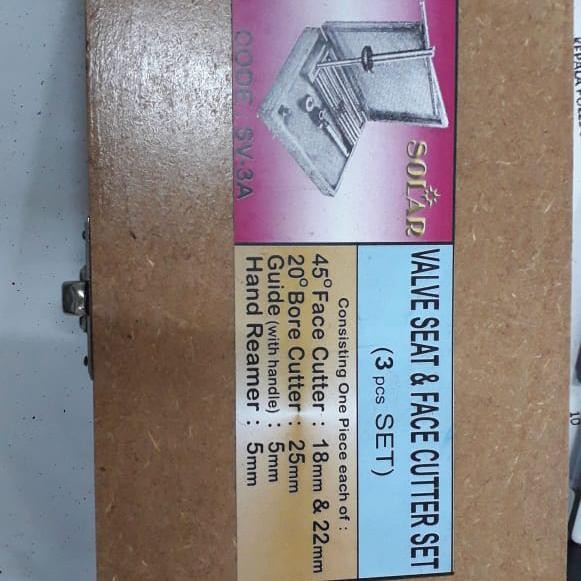 SOLAR
CODE : SV-3A
VALVE SEAT & FACE CUTTER SET
(3 pcs SET)
Consisting One Piece each of :
45° Face Cutter : 18mm & 22mm
20° Bore Cutter : 25mm
Guide (with handle) : 5mm
Hand Reamer : 5mm
10